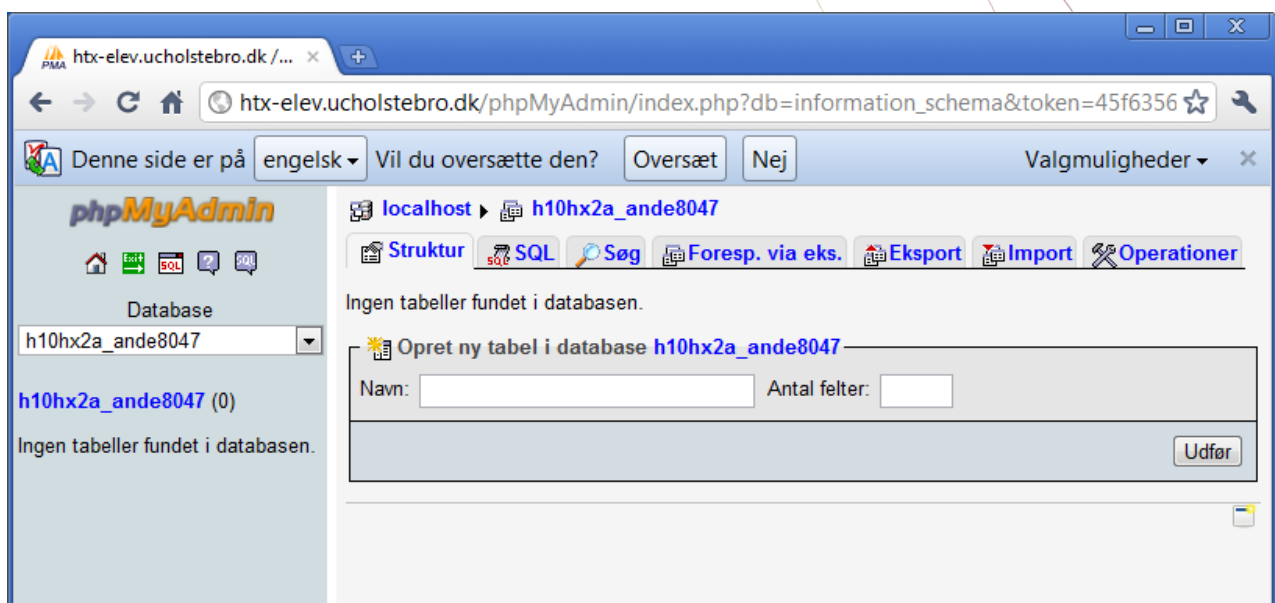 htx-elev.ucholstebro.dk /...
htx-elev.ucholstebro.dk/phpMyAdmin/index.php?db=information_schema&token=45f6356
Denne side er på engelsk Vil du oversætte den? Oversæt Nej Valgmuligheder
phpMyAdmin
Database
h10hx2a_ande8047
h10hx2a_ande8047 (0)
Ingen tabeller fundet i databasen.
localhost h10hx2a_ande8047
Struktur SQL Søg Foresp. via eks. Eksport Import Operationer
Ingen tabeller fundet i databasen.
Opret ny tabel i database h10hx2a_ande8047
Navn: Antal felter:
Udfør